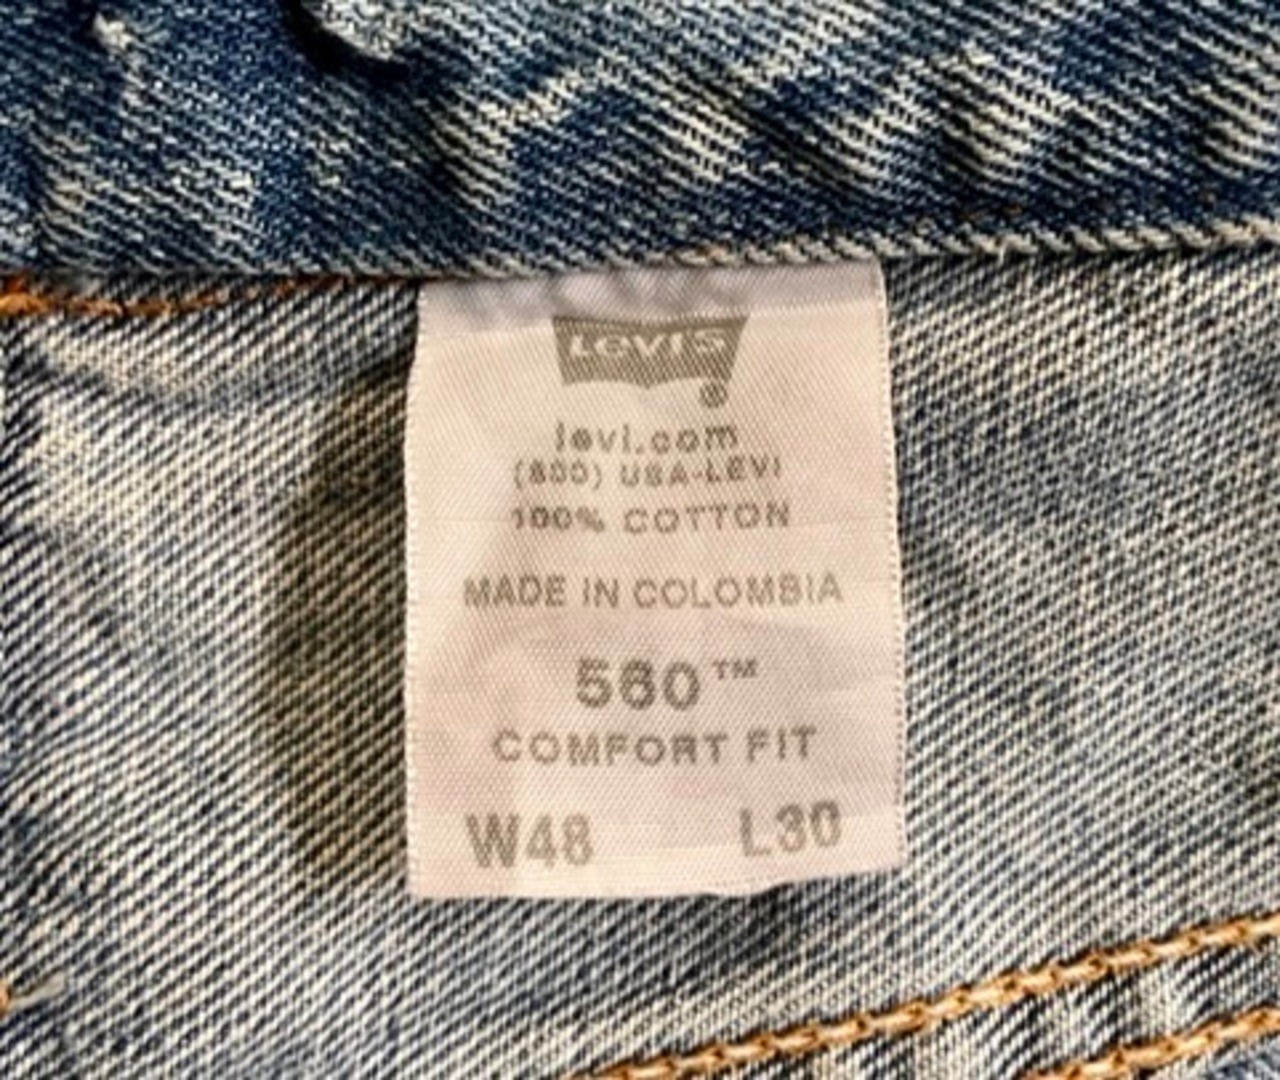 LEVI'S
®
levi.com
(800) USA-LEVI
100% COTTON
MADE IN COLOMBIA
560™
COMFORT FIT
W48 L30